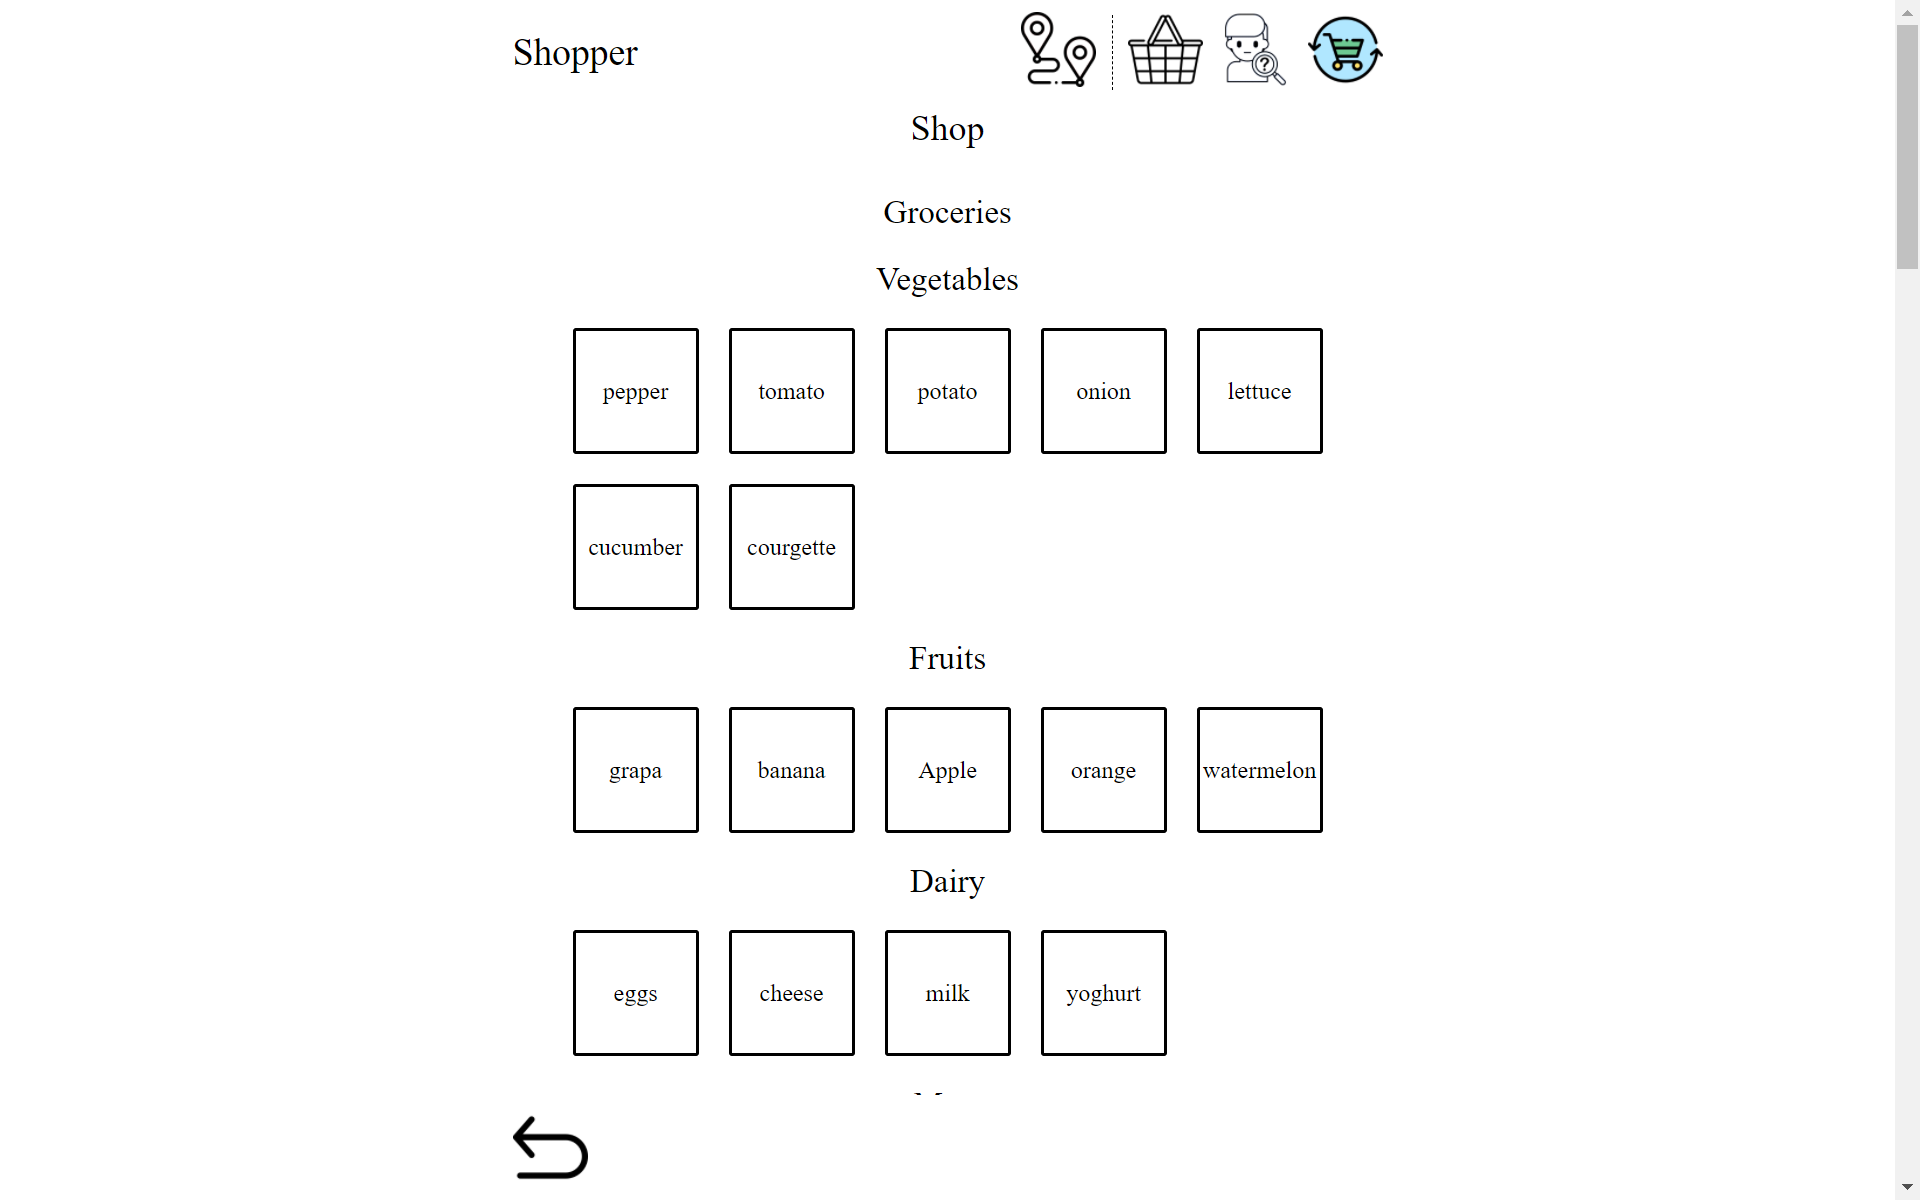 Shopper
Shop
Groceries
Vegetables
pepper tomato potato onion lettuce
cucumber courgette
Fruits
grapa banana Apple orange watermelon
Dairy
eggs cheese milk yoghurt